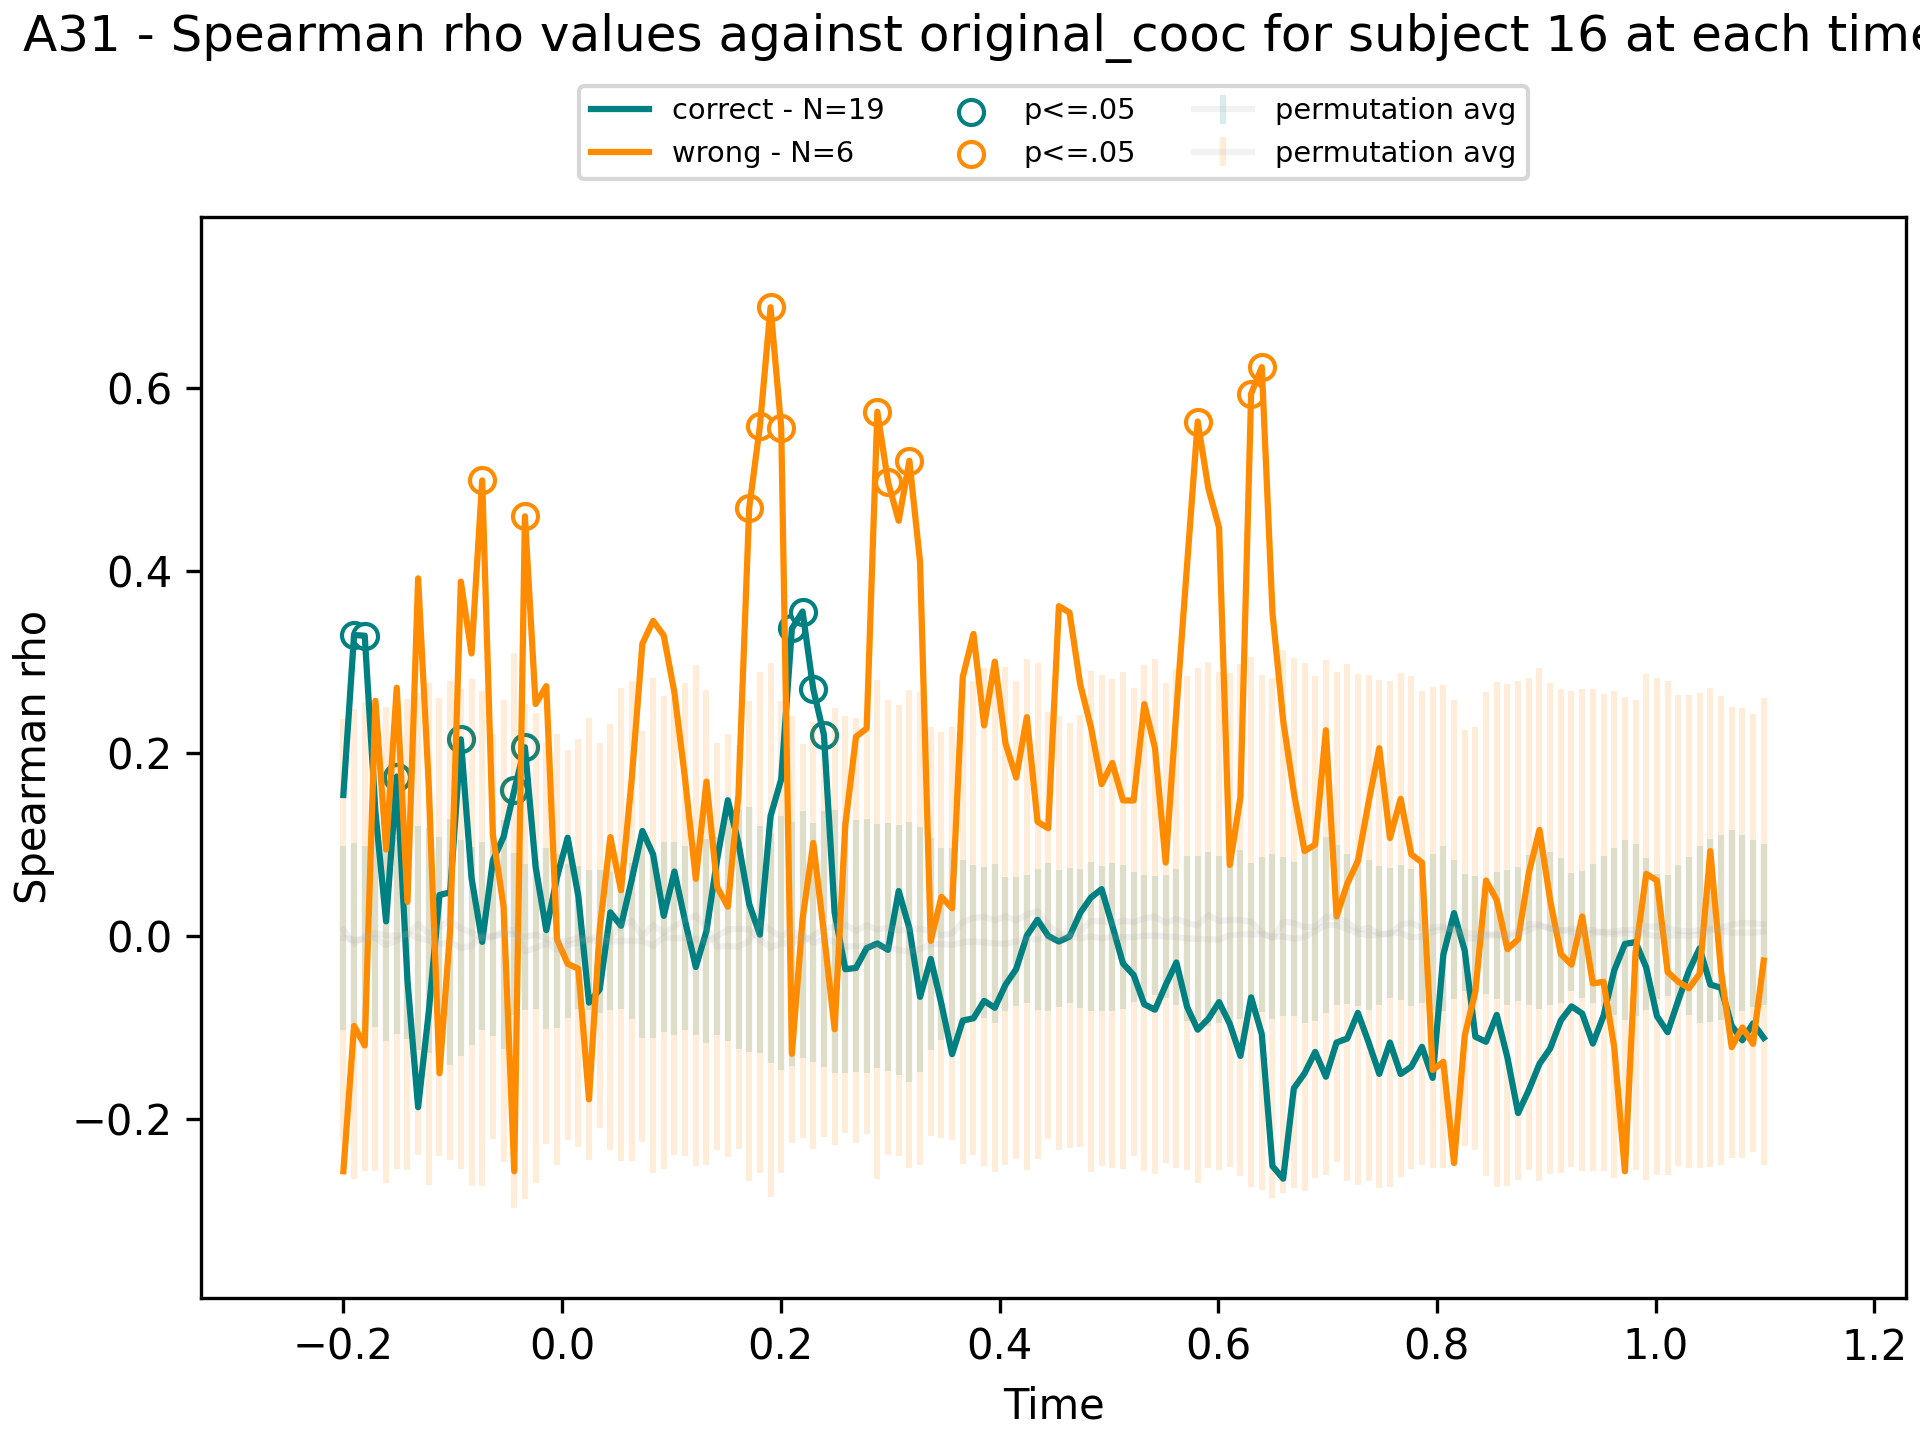 A31 - Spearman rho values against original_cooc for subject 16 at each time
correct - N=19
wrong - N=6
p<=.05
p<=.05
permutation avg
permutation avg
Spearman rho
0.6
0.4
0.2
0.0
−0.2
−0.2 0.0 0.2 0.4 0.6 0.8 1.0 1.2
Time